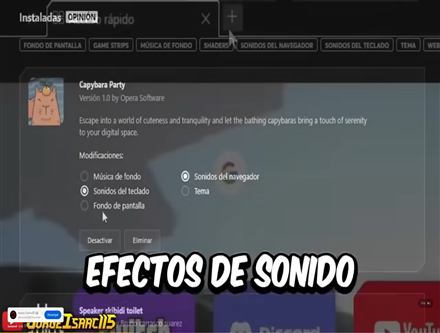 Instaladas OPINIÓN
rápido
FONDO DE PANTALLA GAME STRIPS MÚSICA DE FONDO SHADERS SONIDOS DEL NAVEGADOR SONIDOS DEL TECLADO TEMA WEB
Capybara Party
Versión 1.0 by Opera Software
Escape into a world of cuteness and tranquility and let the bathing capybaras bring a touch of serenity
to your digital space.
Modificaciones:
Música de fondo Sonidos del navegador
Sonidos del teclado Tema
Fondo de pantalla
Desactivar Eliminar
EFECTOS DE SONIDO
Speaker skibidi toilet
JorgeIsaac115